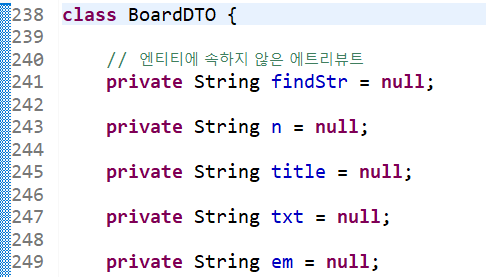 238 class BoardDTO {
239
240 // 엔티티에 속하지 않은 에트리뷰트
241 private String findStr = null;
242
243 private String n = null;
244
245 private String title = null;
246
247 private String txt = null;
248
249 private String em = null;